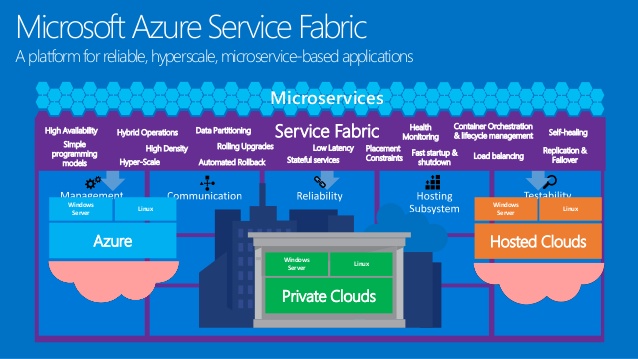 Microsoft Azure Service Fabric
A platform for reliable, hyperscale, microservice-based applications
Microservices
Service Fabric
High Availability
Hybrid Operations
Data Partitioning
Simple
programming
models
High Density
Rolling Upgrades
Hyper-Scale
Automated Rollback
Low Latency
Stateful services
Placement
Constraints
Health
Monitoring
Container Orchestration
& lifecycle management
Self-healing
Fast startup &
shutdown
Load balancing
Replication &
Failover
Management
Communication
Reliability
Hosting
Subsystem
Testability
Windows
Server
Linux
Azure
Windows
Server
Linux
Private Clouds
Windows
Server
Linux
Hosted Clouds